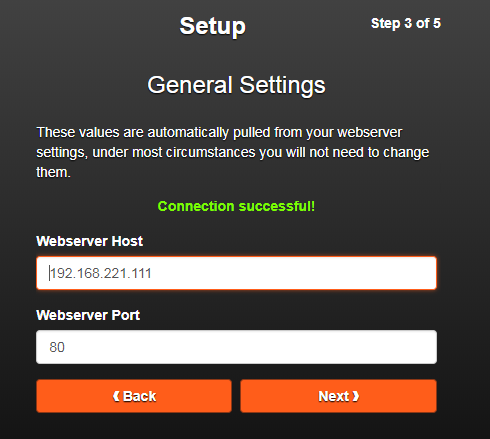 Setup
Step 3 of 5
General Settings
These values are automatically pulled from your webserver
settings, under most circumstances you will not need to change
them.
Connection successful!
Webserver Host
192.168.221.111
Webserver Port
80
❰ Back
Next ❱